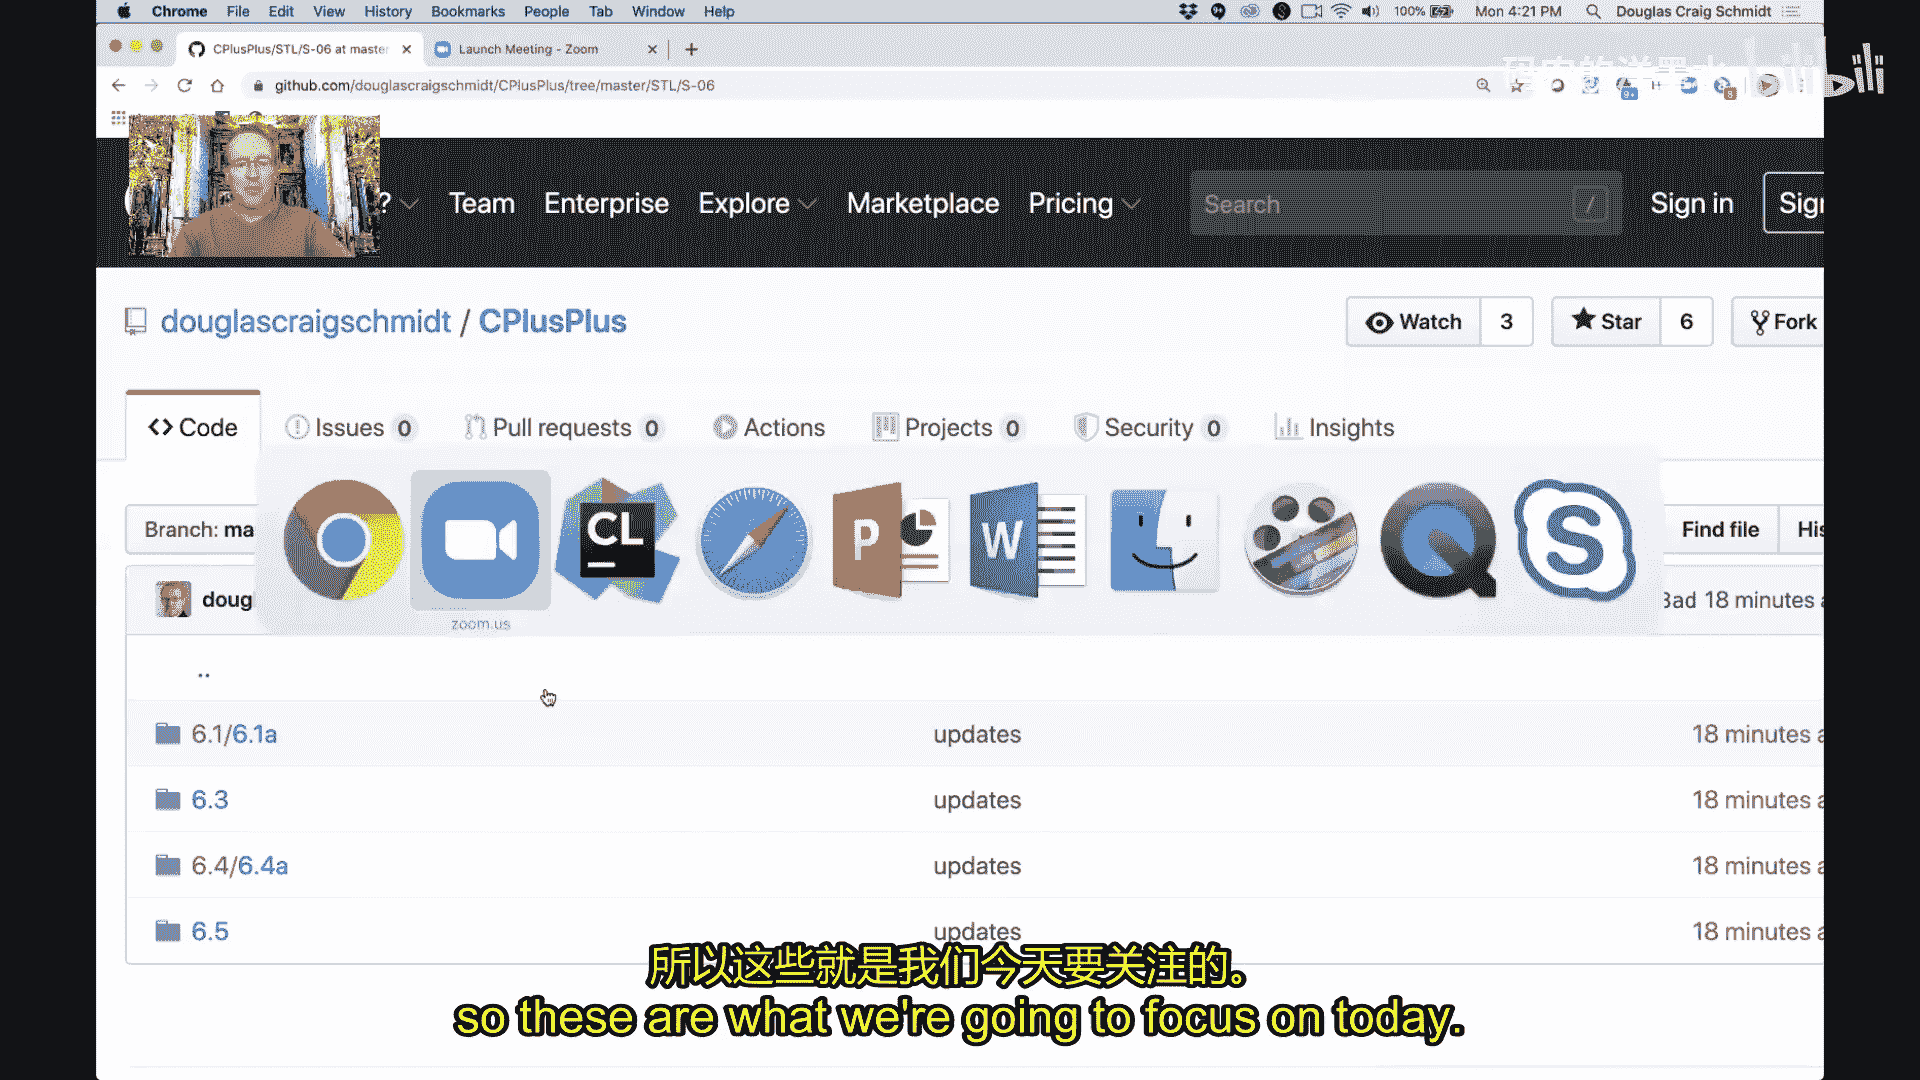 Chrome File Edit View History Bookmarks People Tab Window Help
100% Mon 4:21 PM Douglas Craig Schmidt
CPlusPlus/STL/S-06 at master
Launch Meeting - Zoom
github.com/douglascraigschmidt/CPlusPlus/tree/master/STL/S-06
bilibili
? Team Enterprise Explore Marketplace Pricing Search / Sign in Sign
douglascraigschmidt / CPlusPlus
Watch 3 Star 6 Fork
Code Issues 0 Pull requests 0 Actions Projects 0 Security 0 Insights
Branch: ma
Find file His
CL P W S
zoom.us
doug
Bad 18 minutes a
..
6.1/6.1a updates 18 minutes a
6.3 updates 18 minutes a
6.4/6.4a updates 18 minutes a
6.5 updates 18 minutes a
所以这些就是我们今天要关注的。
so these are what we're going to focus on today.